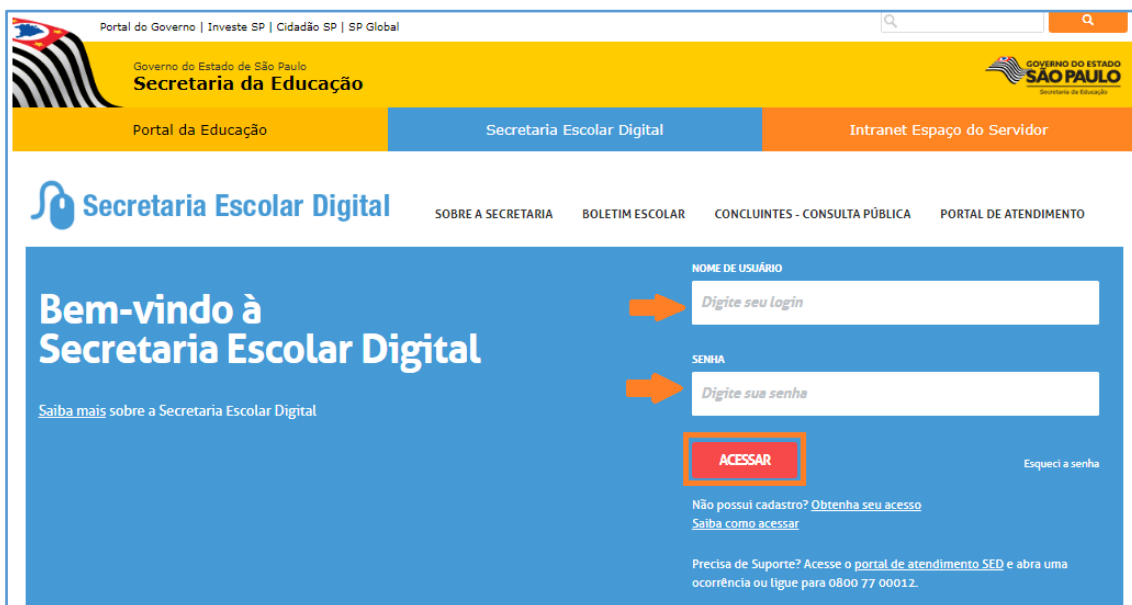 Portal do Governo | Investe SP | Cidadão SP | SP Global
Governo do Estado de São Paulo
Secretaria da Educação
GOVERNO DO ESTADO
SÃO PAULO
Secretaria da Educação
Portal da Educação
Secretaria Escolar Digital
Intranet Espaço do Servidor
Secretaria Escolar Digital
SOBRE A SECRETARIA
BOLETIM ESCOLAR
CONCLUINTES - CONSULTA PÚBLICA
PORTAL DE ATENDIMENTO
Bem-vindo à
Secretaria Escolar Digital
Saiba mais sobre a Secretaria Escolar Digital
NOME DE USUÁRIO
Digite seu login
SENHA
Digite sua senha
ACESSAR
Esqueci a senha
Não possui cadastro? Obtenha seu acesso
Saiba como acessar
Precisa de Suporte? Acesse o portal de atendimento SED e abra uma
ocorrência ou ligue para 0800 77 00012.